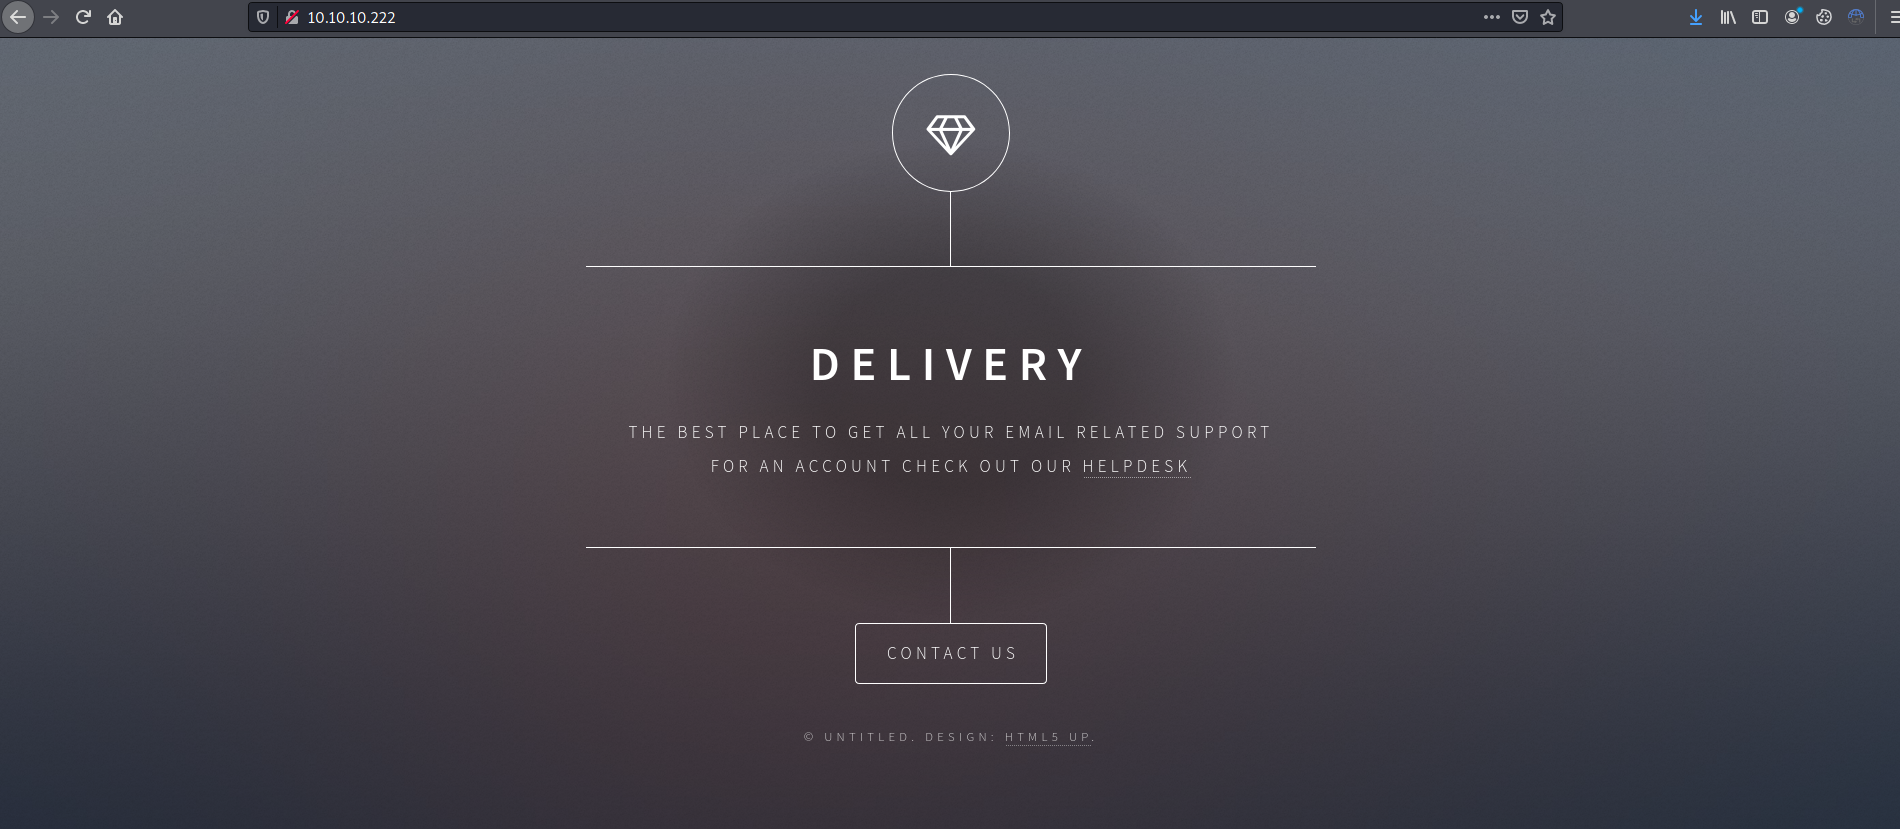 10.10.10.222
DELIVERY
THE BEST PLACE TO GET ALL YOUR EMAIL RELATED SUPPORT
FOR AN ACCOUNT CHECK OUT OUR HELPDESK
CONTACT US
© UNTITLED. DESIGN: HTML5 UP.